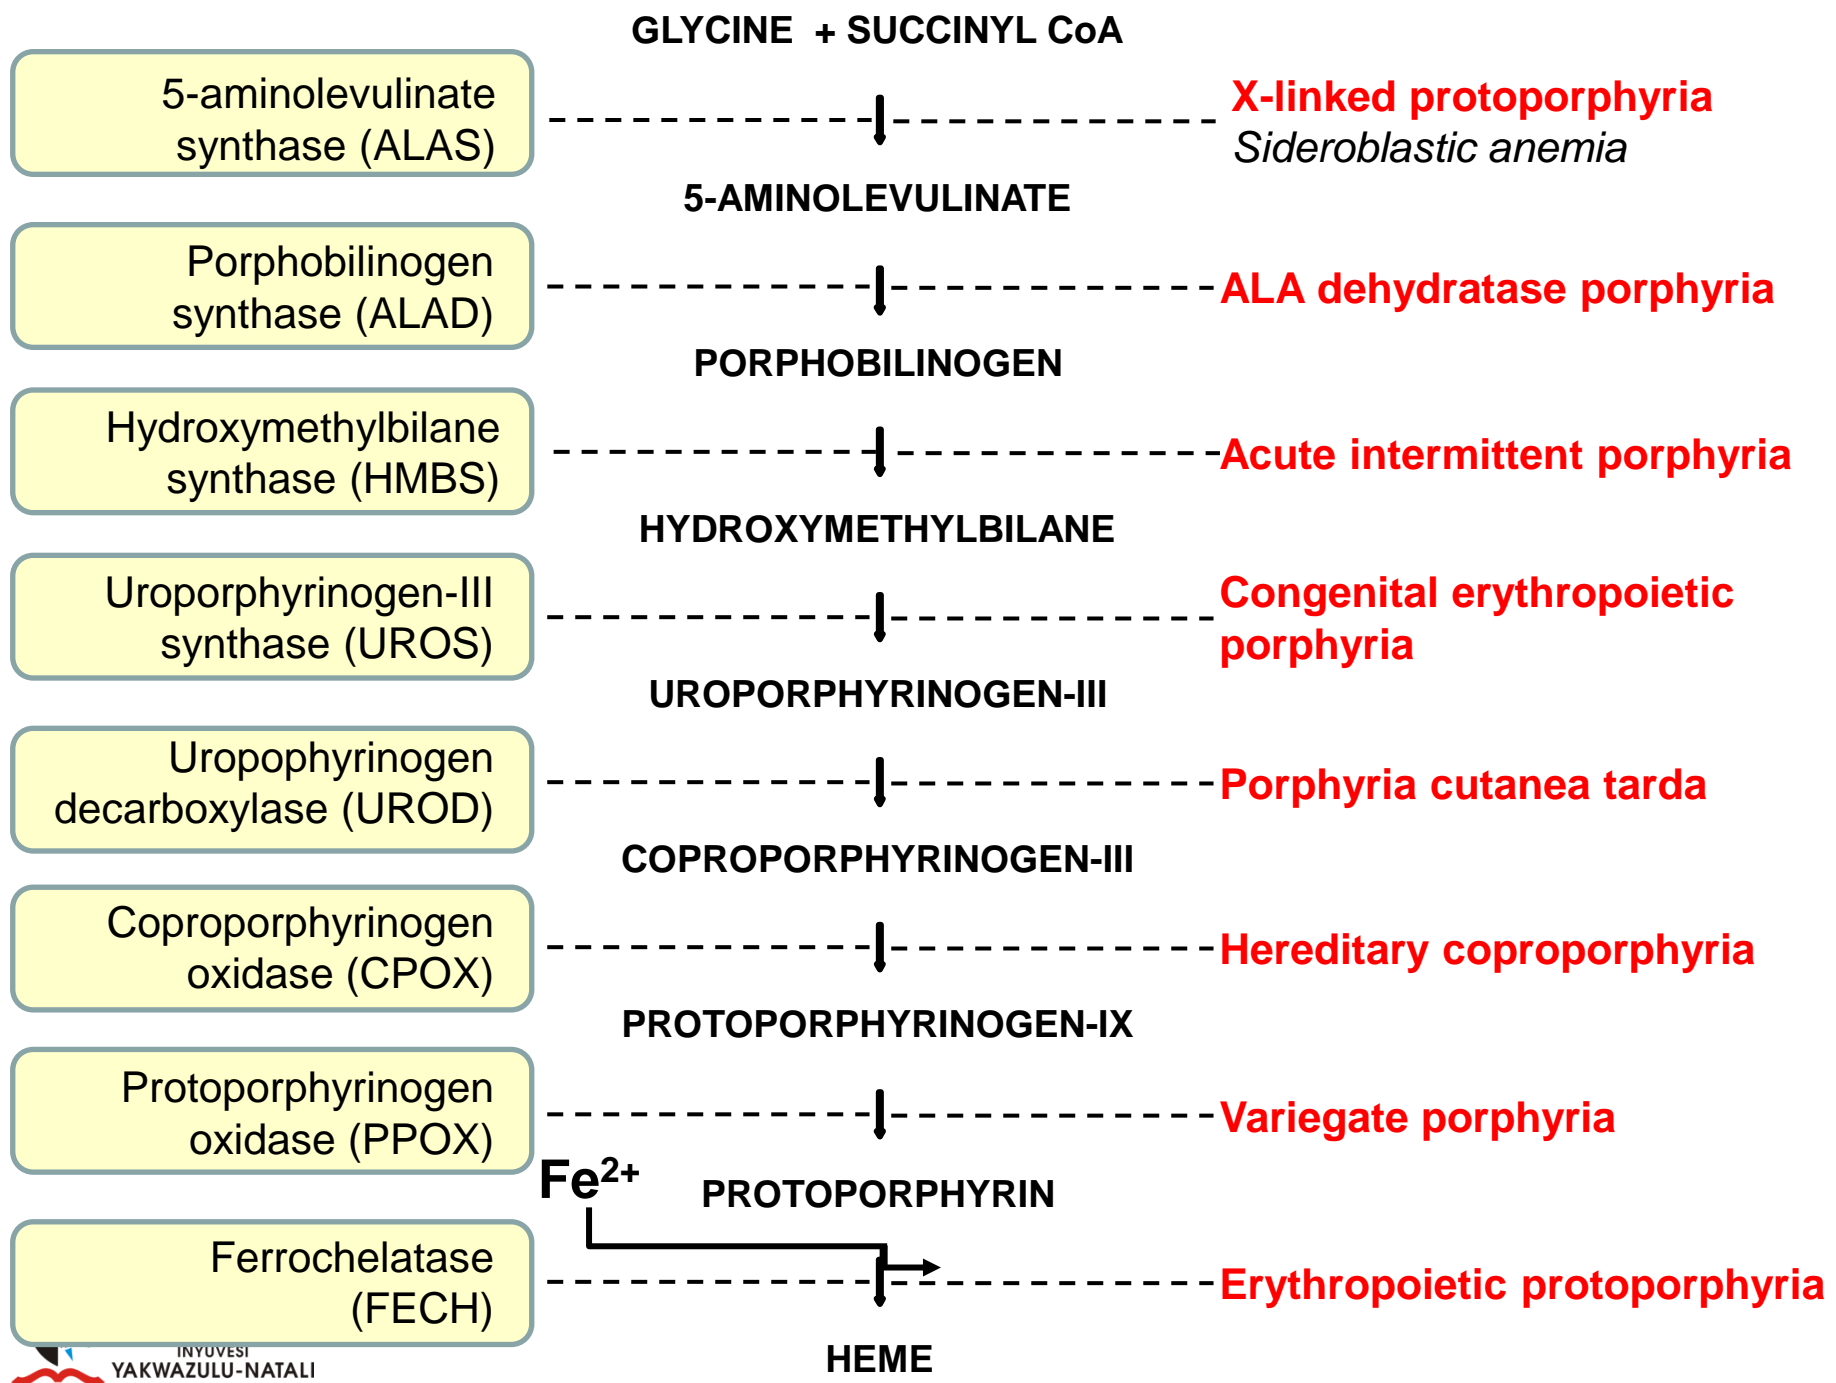 GLYCINE + SUCCINYL CoA
5-aminolevulinate
synthase (ALAS)
X-linked protoporphyria
Sideroblastic anemia
5-AMINOLEVULINATE
Porphobilinogen
synthase (ALAD)
ALA dehydratase porphyria
PORPHOBILINOGEN
Hydroxymethylbilane
synthase (HMBS)
Acute intermittent porphyria
HYDROXYMETHYLBILANE
Uroporphyrinogen-III
synthase (UROS)
Congenital erythropoietic
porphyria
UROPORPHYRINOGEN-III
Uropophyrinogen
decarboxylase (UROD)
Porphyria cutanea tarda
COPROPORPHYRINOGEN-III
Coproporphyrinogen
oxidase (CPOX)
Hereditary coproporphyria
PROTOPORPHYRINOGEN-IX
Protoporphyrinogen
oxidase (PPOX)
Variegate porphyria
Fe²⁺
PROTOPORPHYRIN
Ferrochelatase
(FECH)
Erythropoietic protoporphyria
HEME
INYUVESI
YAKWAZULU-NATALI